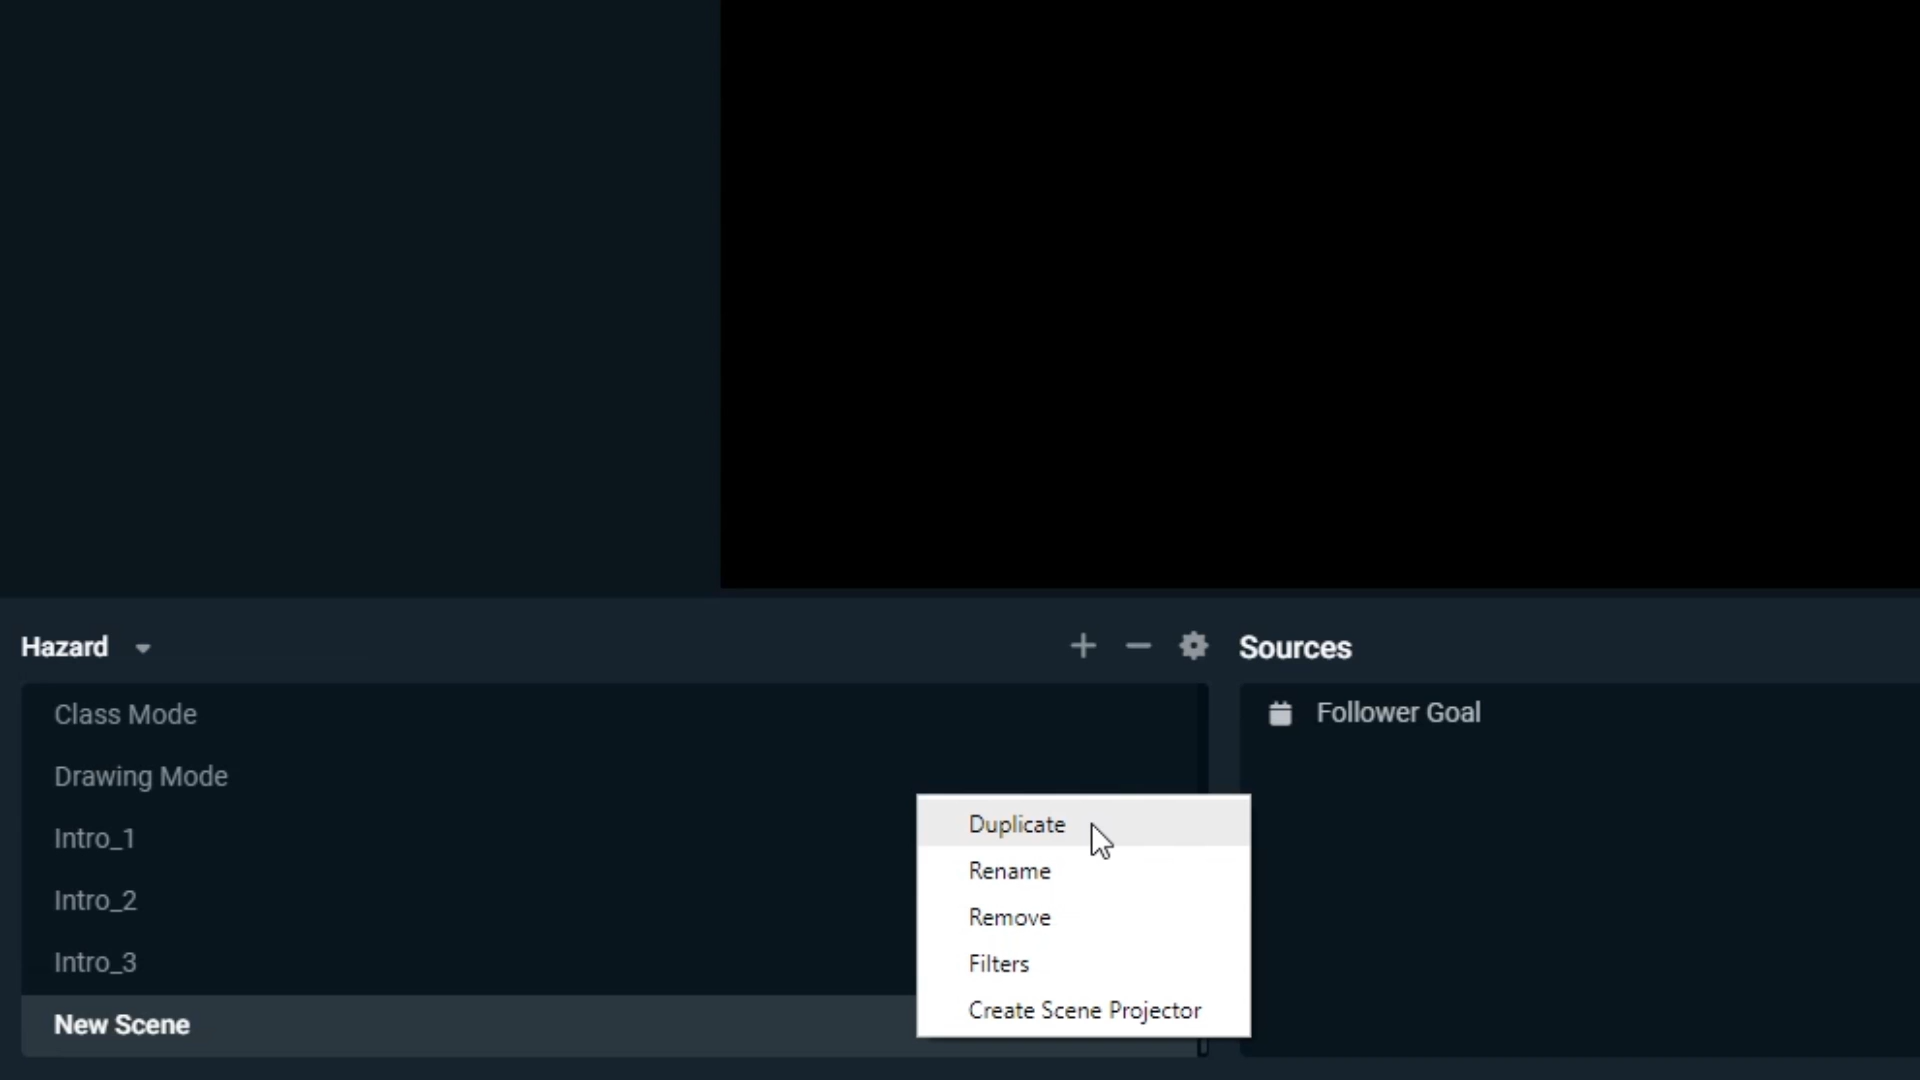 Hazard
Sources
Class Mode
Follower Goal
Drawing Mode
Duplicate
Intro_1
Rename
Intro_2
Remove
Intro_3
Filters
Create Scene Projector
New Scene